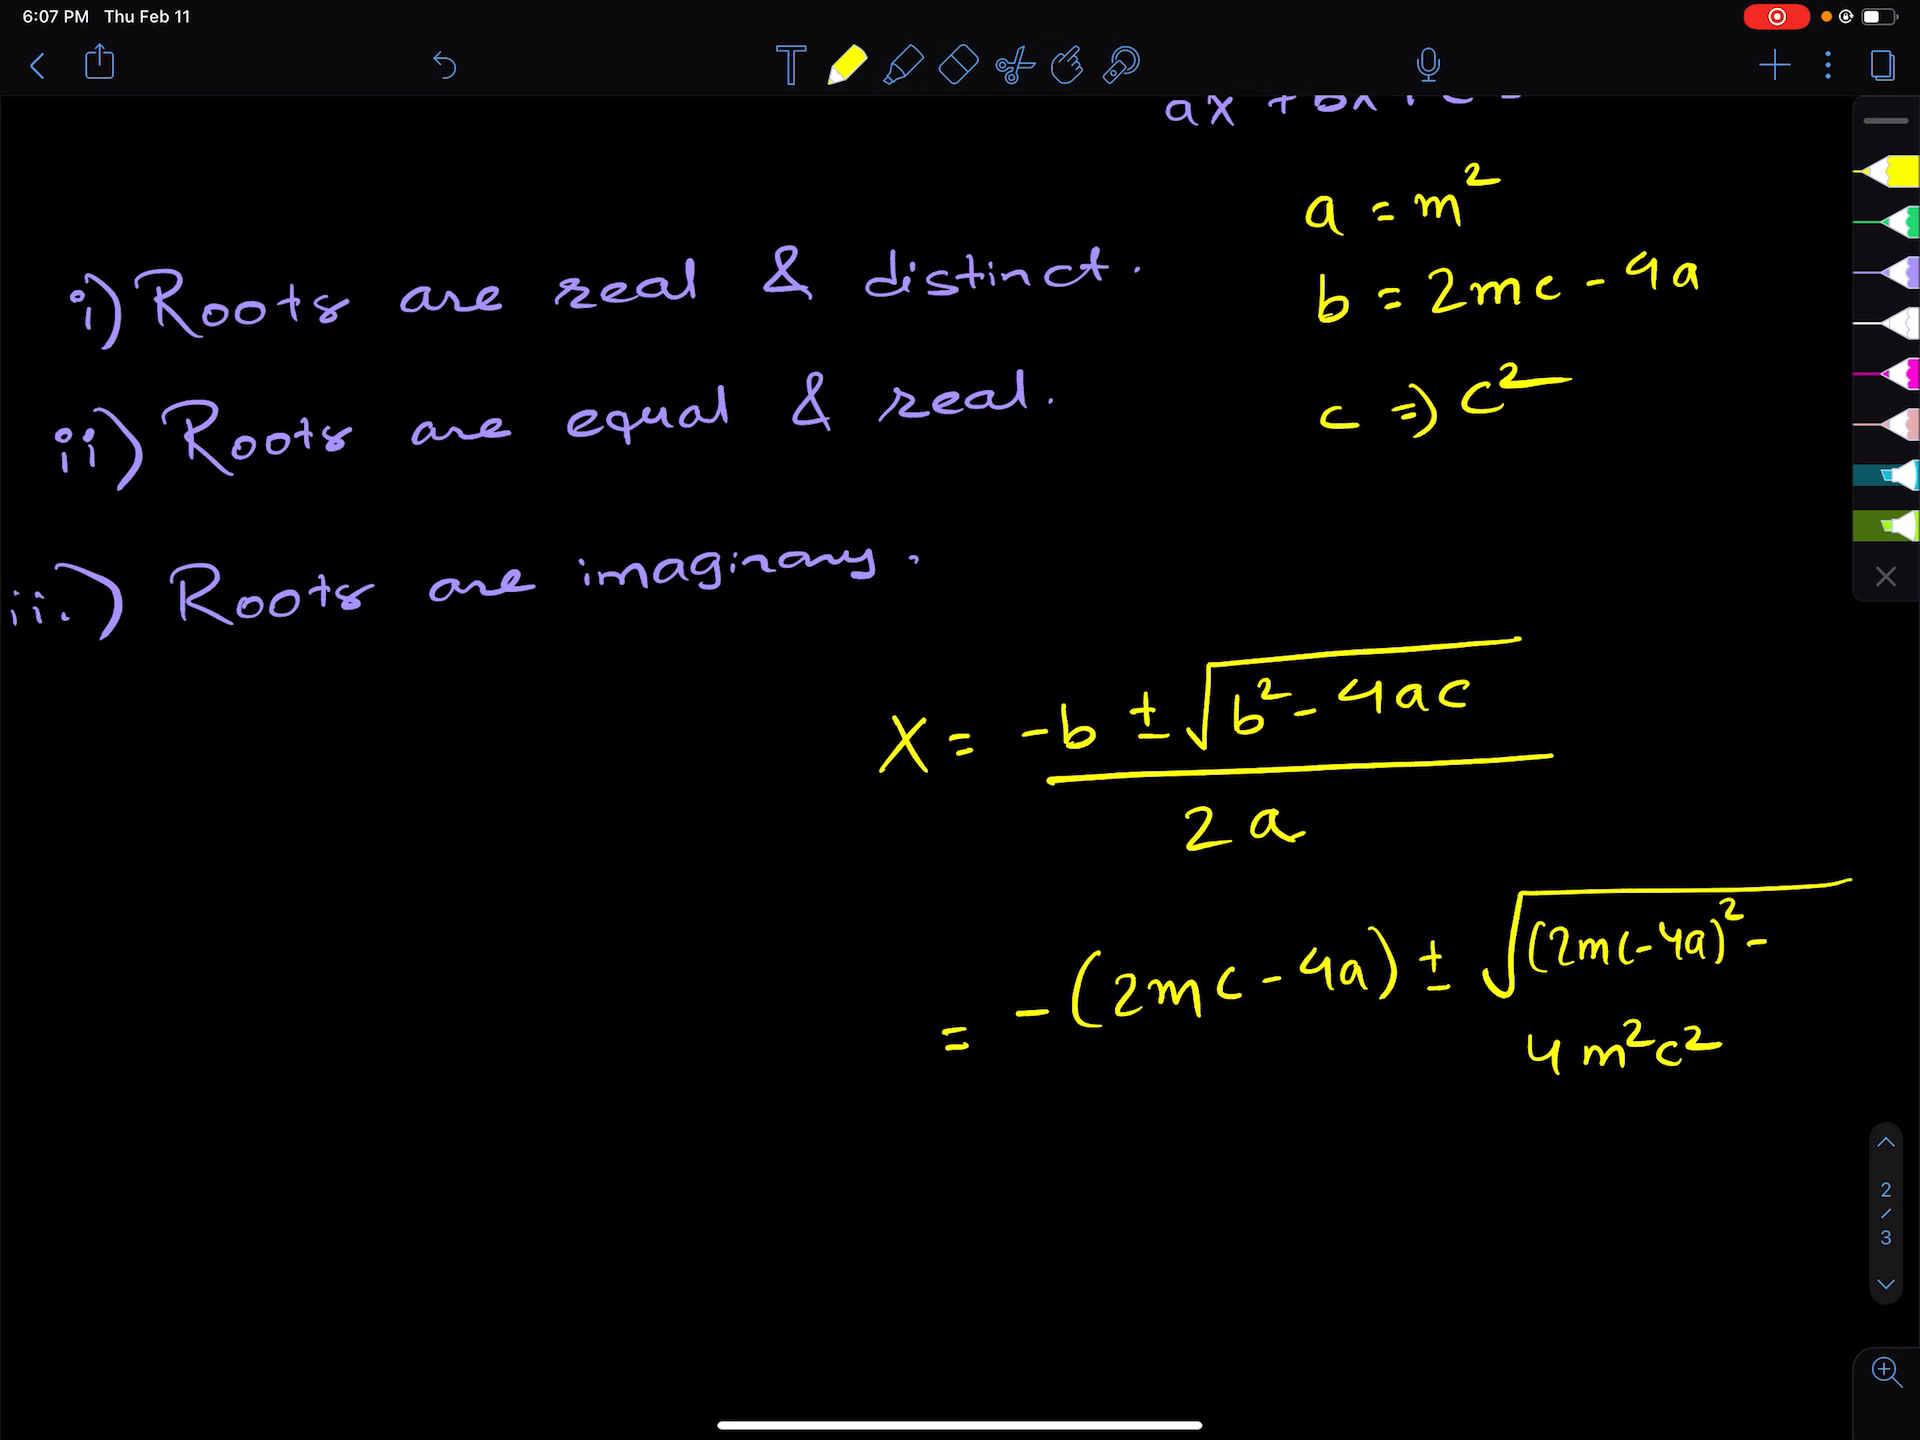 6:07 PM Thu Feb 11
T
a = m²
b = 2mc - 4a
c => c²
i) Roots are real & distinct.
ii) Roots are equal & real.
ii.) Roots are imaginary.
X = -b ± √b² - 4ac
2a
= -(2mc - 4a) ± √(2mc - 4a)² -
4m²c²
2
/
3